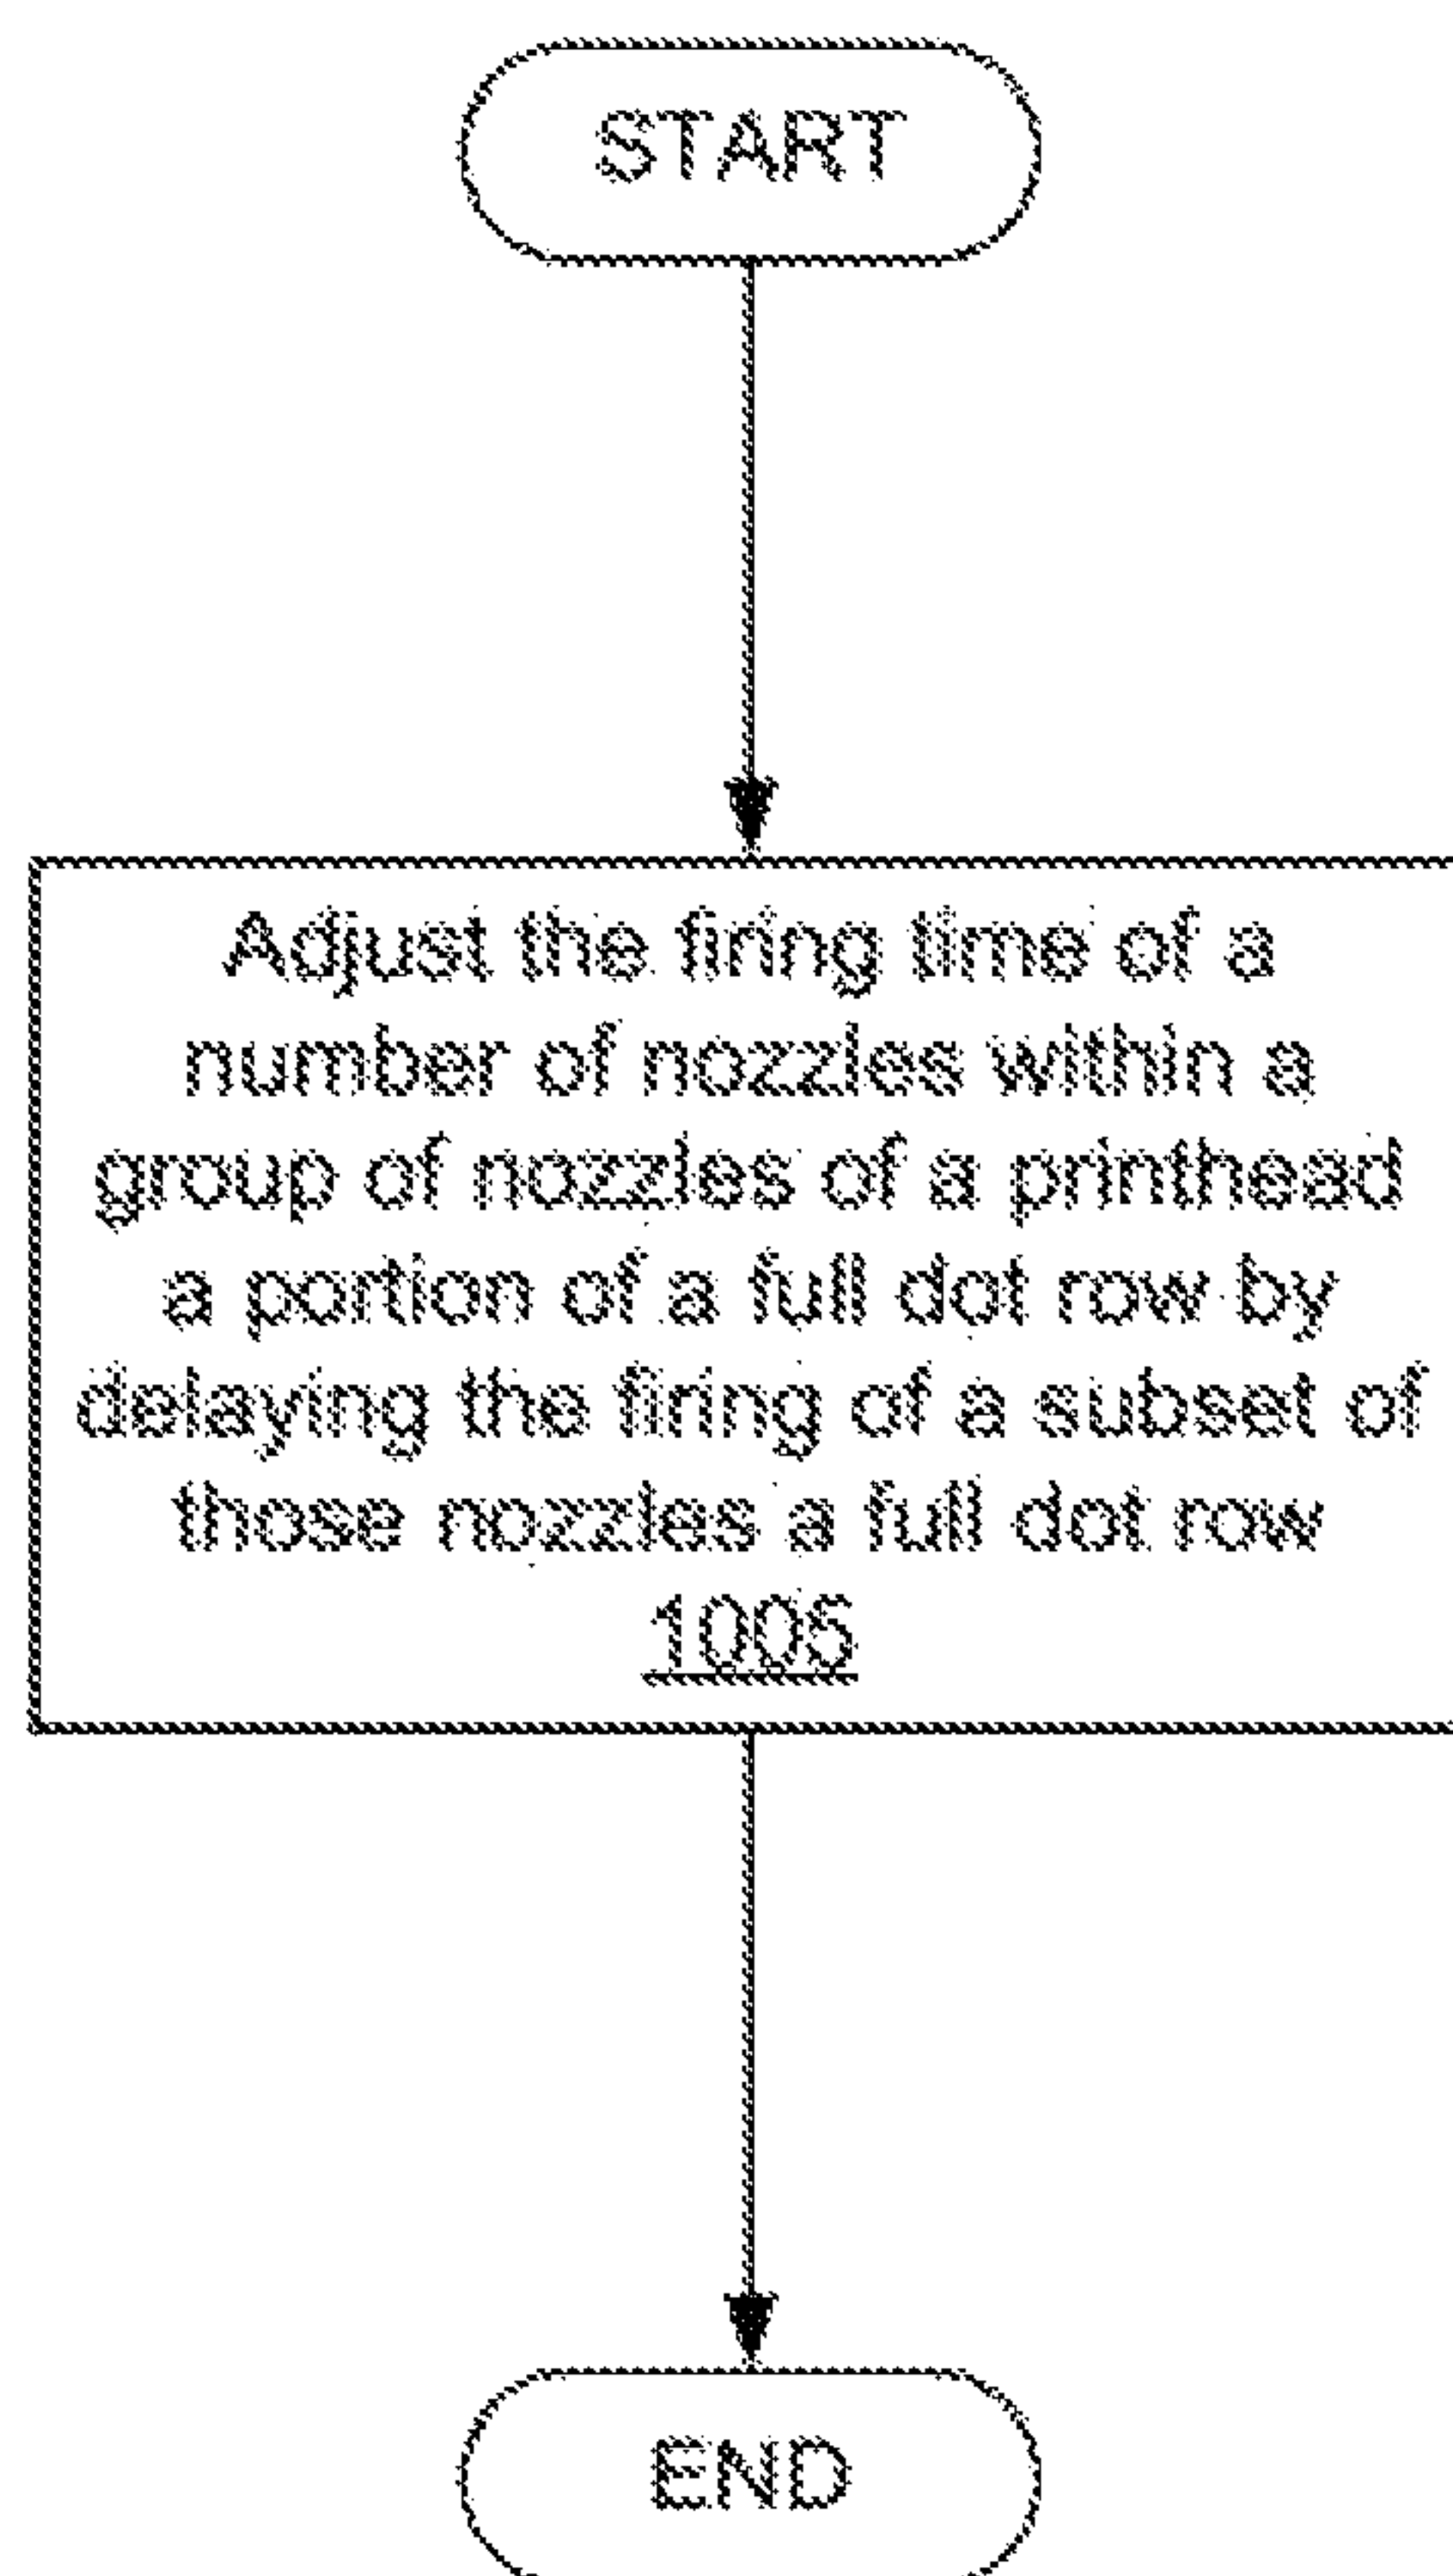 START
Adjust the firing time of a
number of nozzles within a
group of nozzles of a printhead
a portion of a full dot row by
delaying the firing of a subset of
those nozzles a full dot row
1005
END